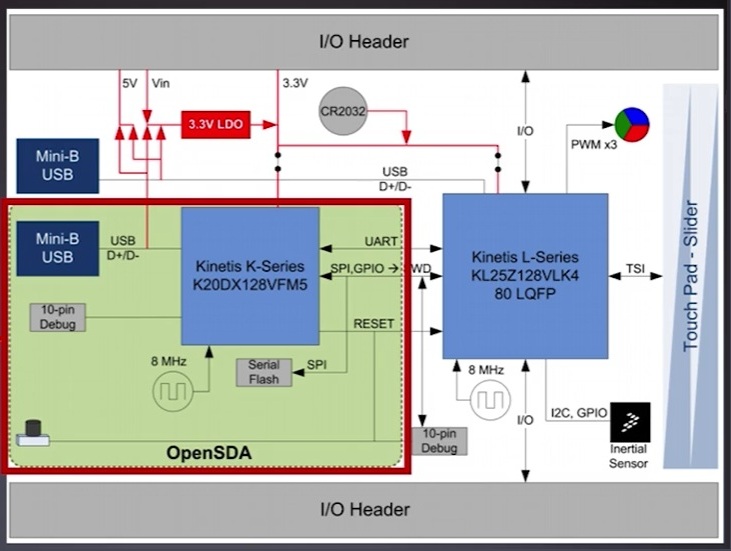 I/O Header
5V
Vin
3.3V
3.3V LDO
CR2032
I/O
PWM x3
Mini-B
USB
USB
D+/D-
Mini-B
USB
USB
D+/D-
Kinetis K-Series
K20DX128VFM5
UART
SPI,GPIO → SWD
RESET
Kinetis L-Series
KL25Z128VLK4
80 LQFP
TSI
Touch Pad - Slider
10-pin
Debug
8 MHz
Serial
Flash
SPI
8 MHz
I/O
I2C, GPIO
Inertial
Sensor
10-pin
Debug
OpenSDA
I/O Header